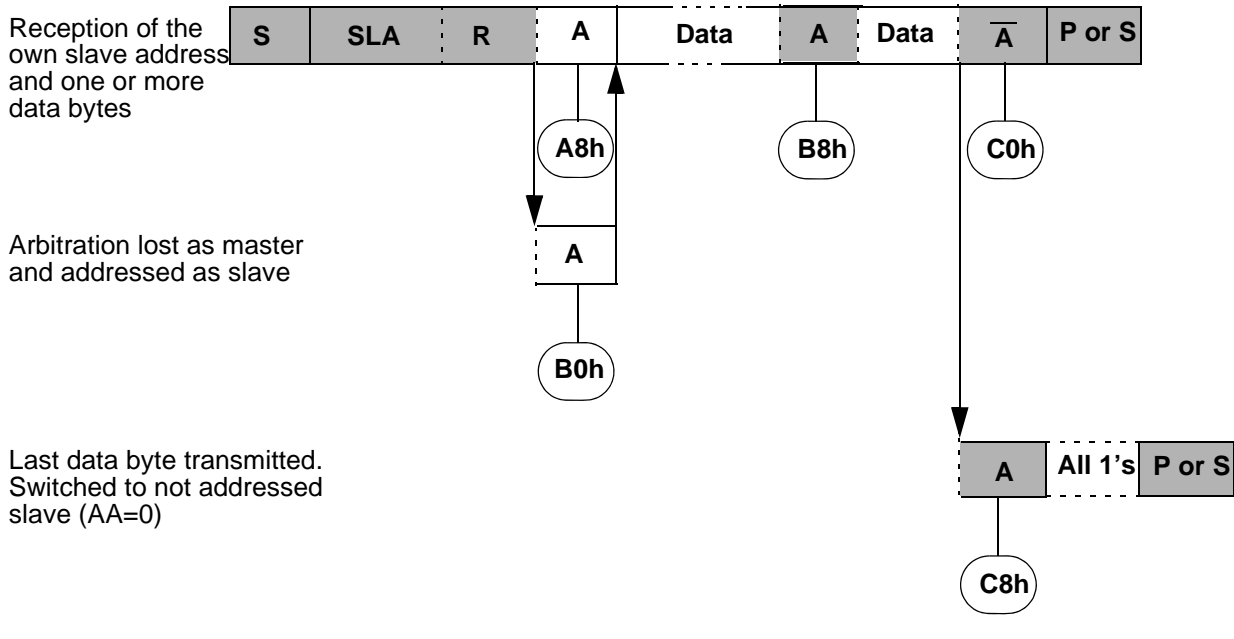 Reception of the
own slave address
and one or more
data bytes
S SLA R A Data A Data A̅ P or S
A8h B8h C0h
Arbitration lost as master
and addressed as slave
A
B0h
Last data byte transmitted.
Switched to not addressed
slave (AA=0)
A All 1's P or S
C8h